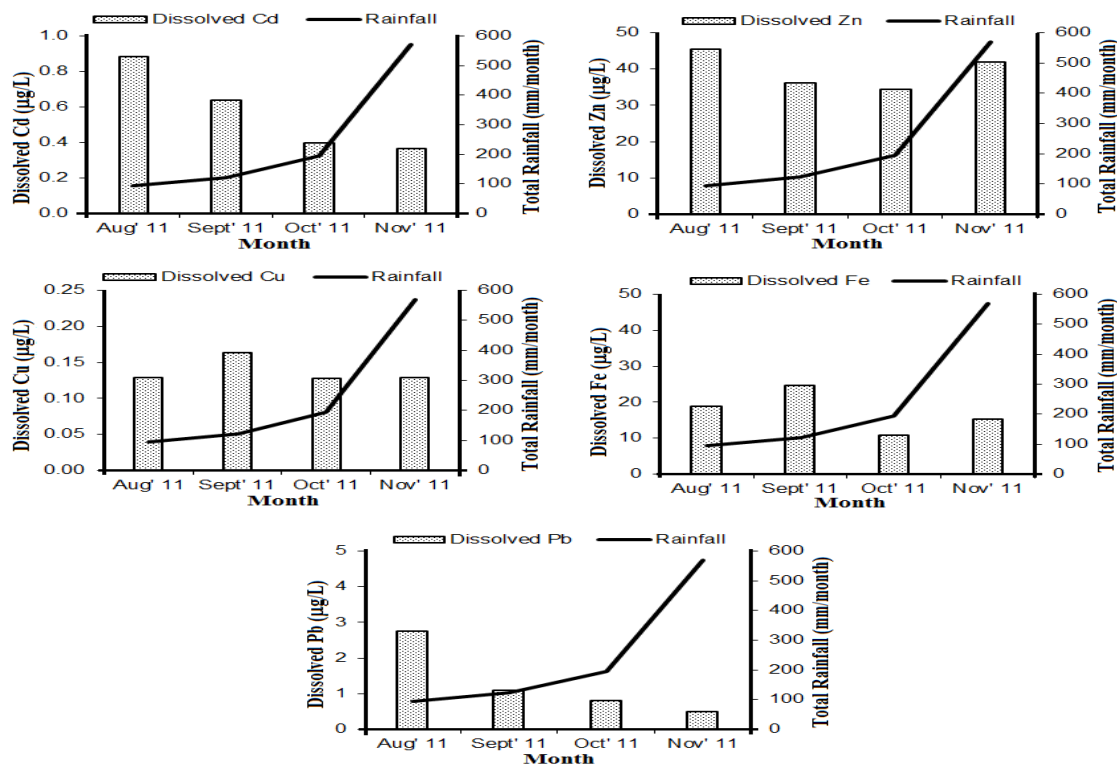 Dissolved Cd Rainfall
Dissolved Cd (µg/L)
1.0
0.8
0.6
0.4
0.2
0.0
600
500
400
300
200
100
0
Total Rainfall (mm/month)
Aug' 11 Sept' 11 Oct' 11 Nov' 11
Month
Dissolved Zn Rainfall
Dissolved Zn (µg/L)
50
40
30
20
10
0
600
500
400
300
200
100
0
Total Rainfall (mm/month)
Aug' 11 Sept' 11 Oct' 11 Nov' 11
Month
Dissolved Cu Rainfall
Dissolved Cu (µg/L)
0.25
0.20
0.15
0.10
0.05
0.00
600
500
400
300
200
100
0
Total Rainfall (mm/month)
Aug' 11 Sept' 11 Oct' 11 Nov' 11
Month
Dissolved Fe Rainfall
Dissolved Fe (µg/L)
50
40
30
20
10
0
600
500
400
300
200
100
0
Total Rainfall (mm/month)
Aug' 11 Sept' 11 Oct' 11 Nov' 11
Month
Dissolved Pb Rainfall
Dissolved Pb (µg/L)
5
4
3
2
1
0
600
500
400
300
200
100
0
Total Rainfall (mm/month)
Aug' 11 Sept' 11 Oct' 11 Nov' 11
Month